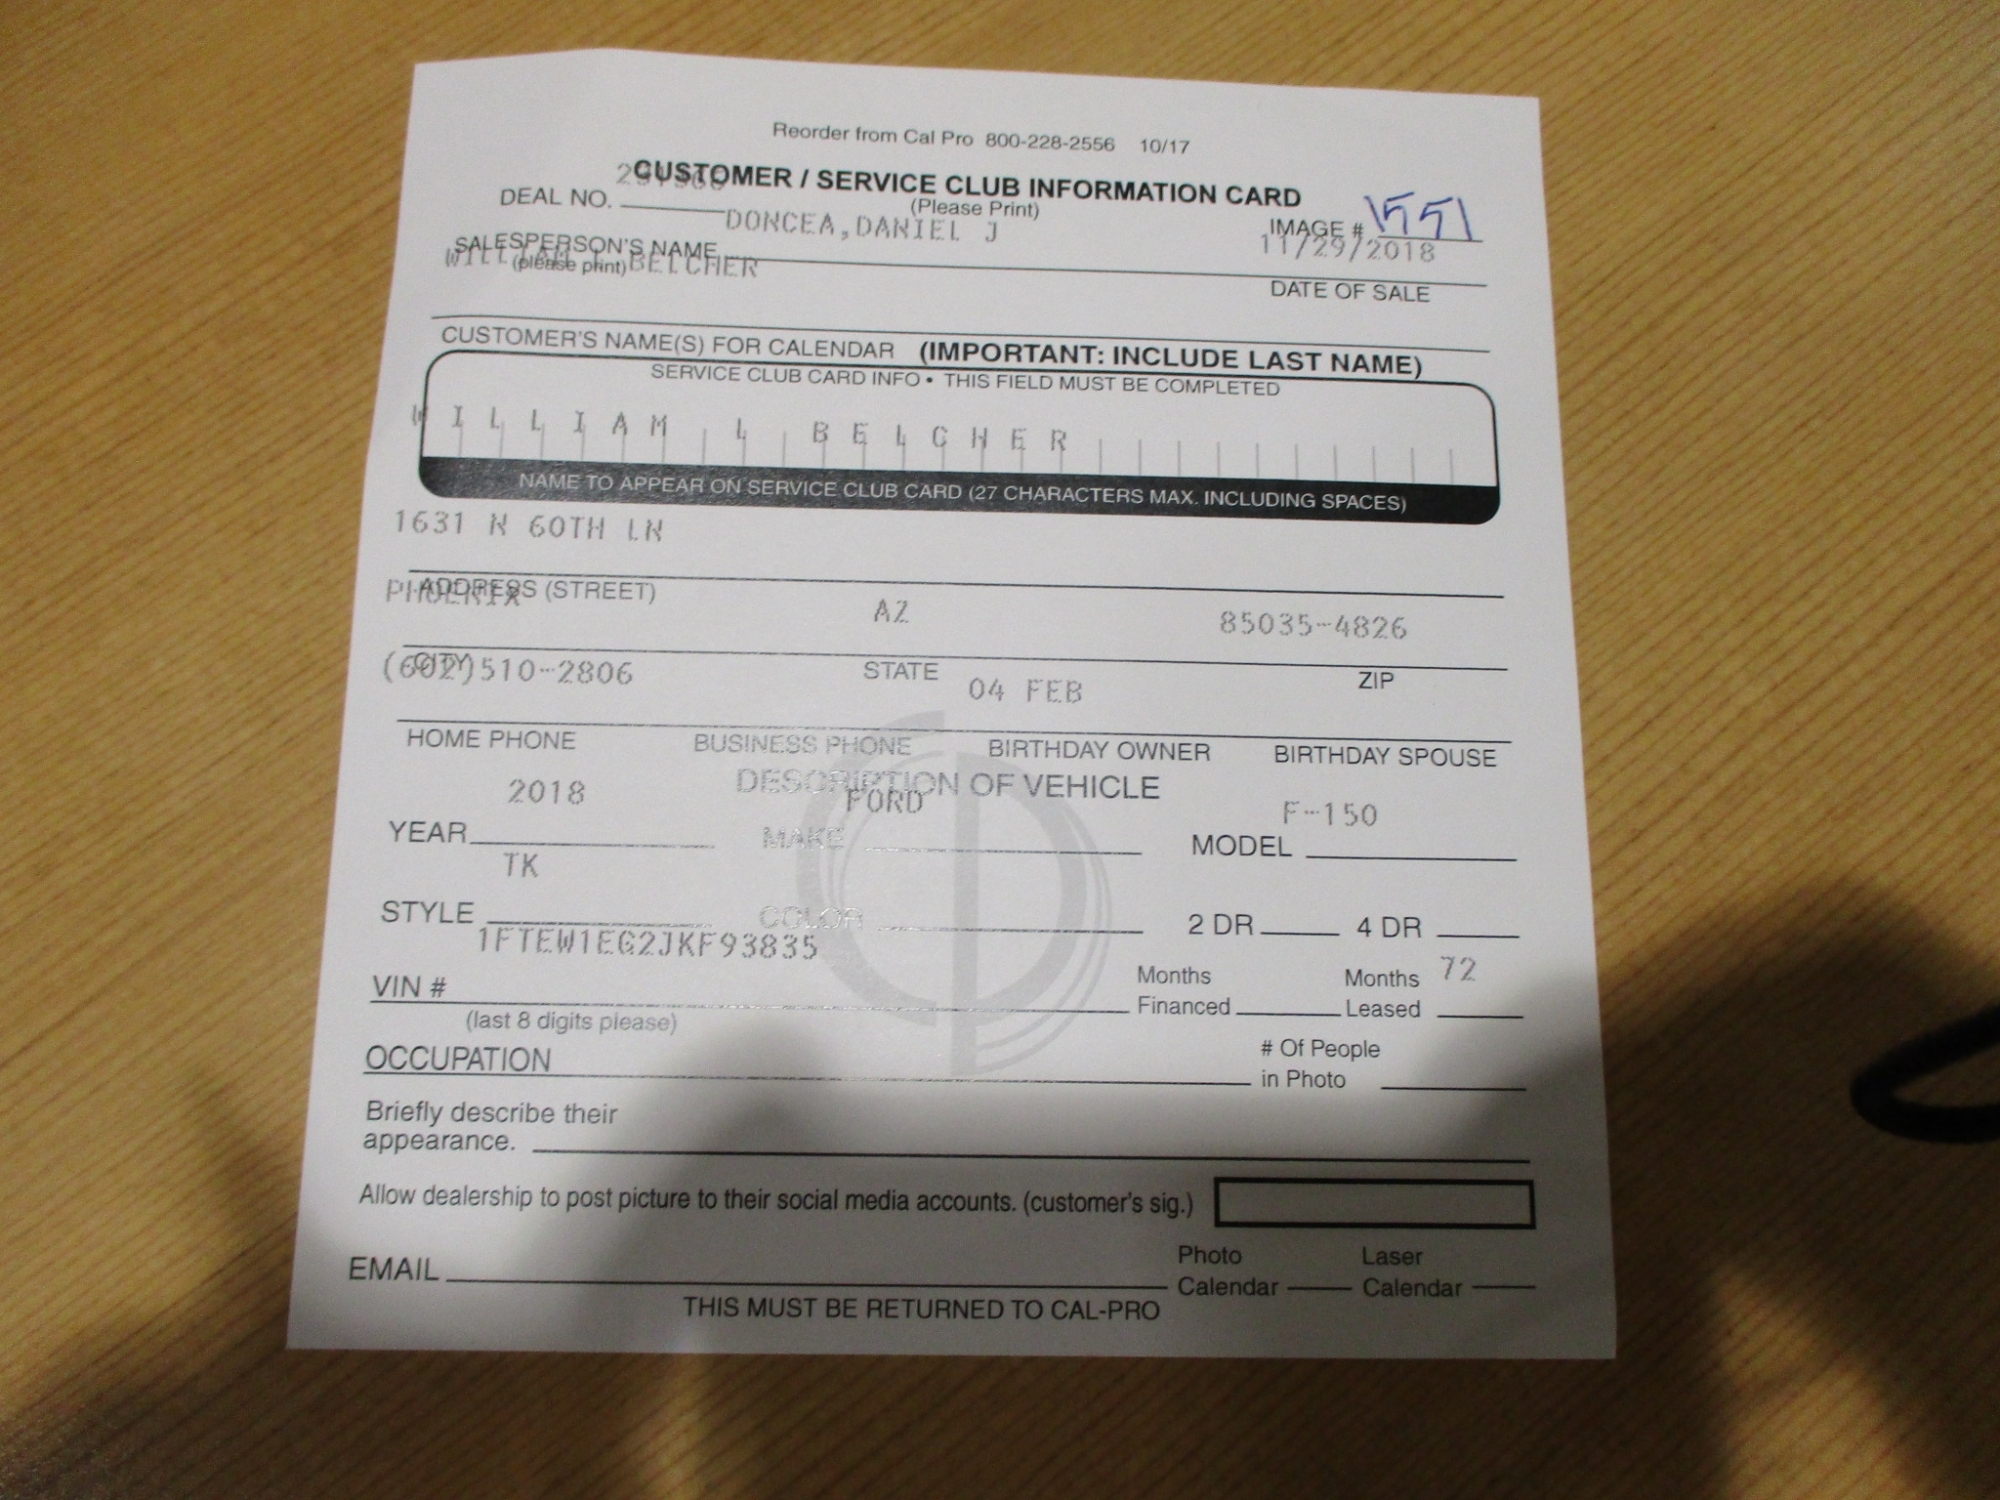 Reorder from Cal Pro 800-228-2556 10/17
CUSTOMER / SERVICE CLUB INFORMATION CARD
(Please Print)
DEAL NO.
DONCEA,DANIEL J
IMAGE # 1551
SALESPERSON'S NAME
(please print)
11/29/2018
WILLIAM L BELCHER
DATE OF SALE
CUSTOMER'S NAME(S) FOR CALENDAR (IMPORTANT: INCLUDE LAST NAME)
SERVICE CLUB CARD INFO • THIS FIELD MUST BE COMPLETED
WILLIAM L BELCHER
NAME TO APPEAR ON SERVICE CLUB CARD (27 CHARACTERS MAX. INCLUDING SPACES)
1631 N 60TH LN
ADDRESS (STREET)
PHOENIX AZ 85035-4826
CITY STATE ZIP
(602)510-2806 04 FEB
HOME PHONE BUSINESS PHONE BIRTHDAY OWNER BIRTHDAY SPOUSE
DESCRIPTION OF VEHICLE
2018 FORD F-150
YEAR MAKE MODEL
TK
STYLE COLOR 2 DR 4 DR
1FTEW1EG2JKF93835
VIN # Months Financed Months Leased 72
(last 8 digits please)
OCCUPATION # Of People in Photo
Briefly describe their
appearance.
Allow dealership to post picture to their social media accounts. (customer's sig.)
EMAIL Photo Calendar Laser Calendar
THIS MUST BE RETURNED TO CAL-PRO